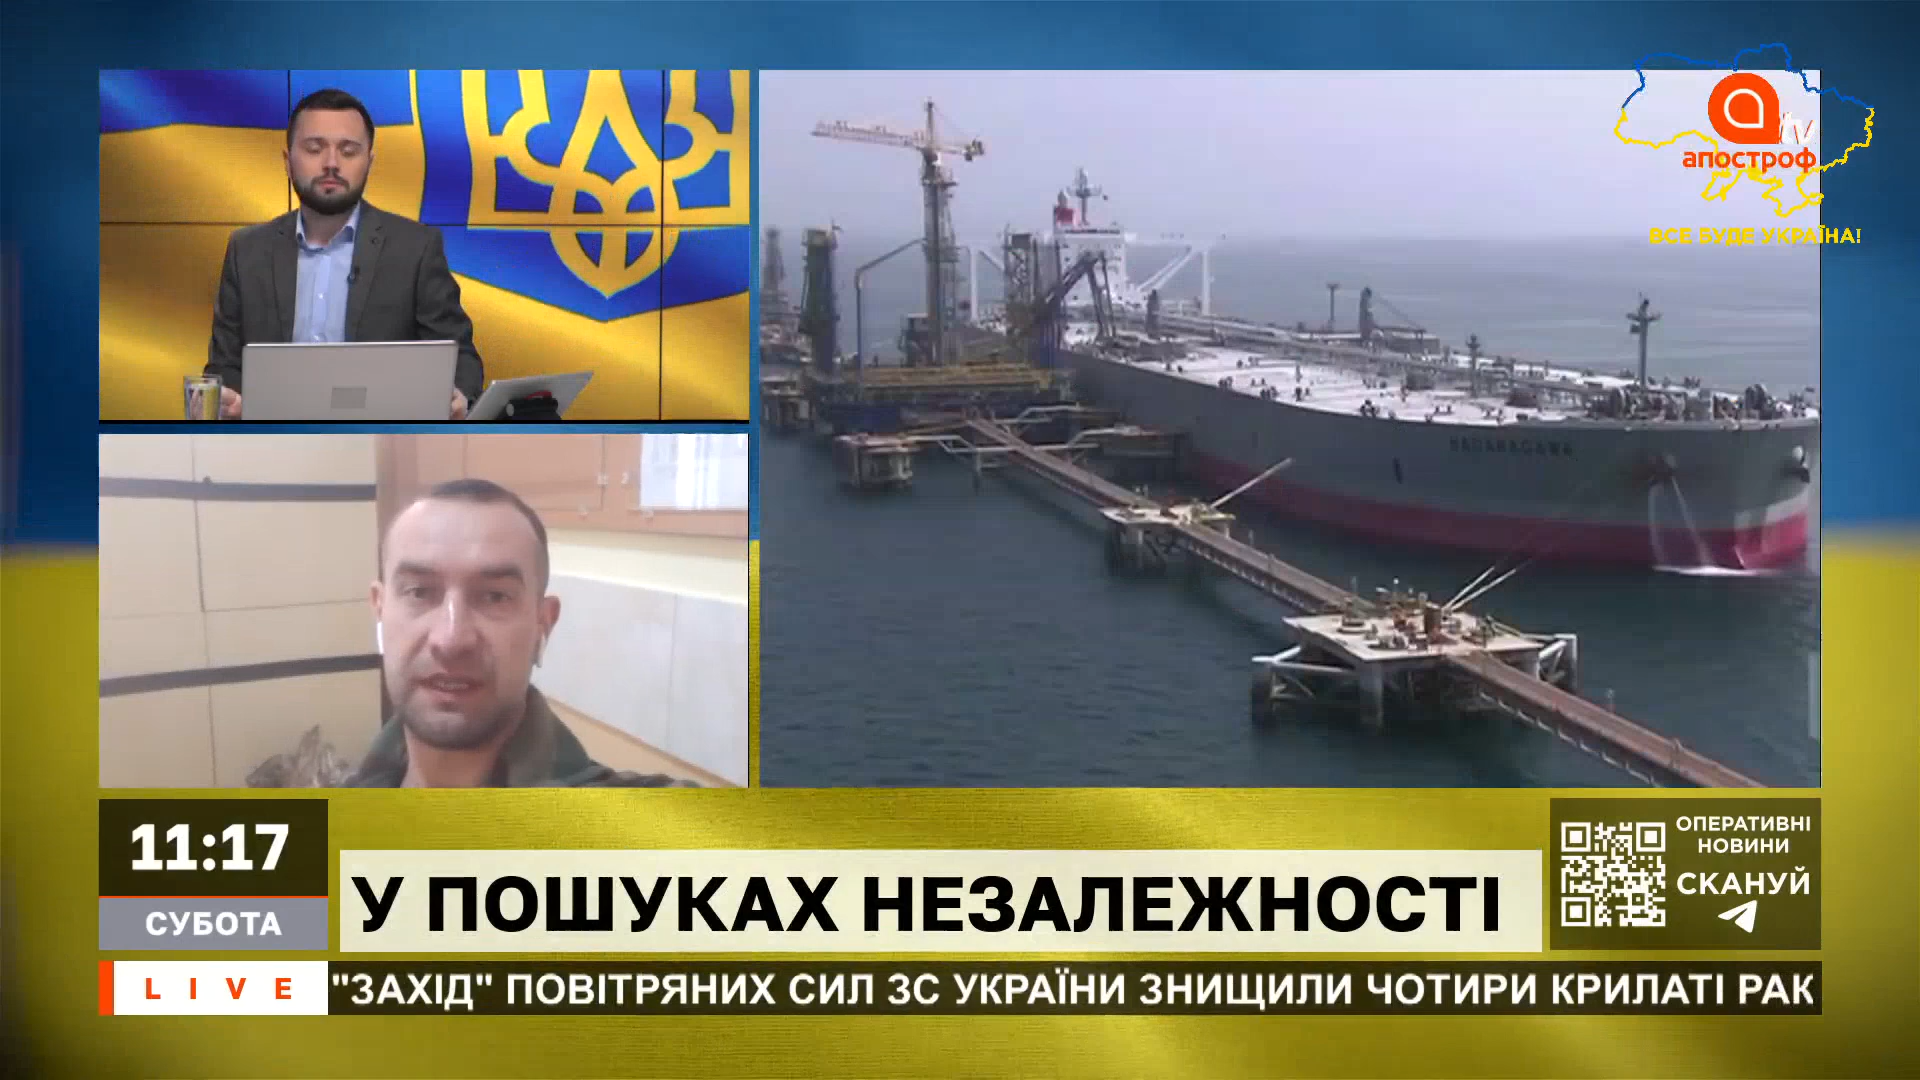 tv
апостроф
ВСЕ БУДЕ УКРАЇНА!
11:17
СУБОТА
У ПОШУКАХ НЕЗАЛЕЖНОСТІ
ОПЕРАТИВНІ
НОВИНИ
СКАНУЙ
LIVE
"ЗАХІД" ПОВІТРЯНИХ СИЛ ЗС УКРАЇНИ ЗНИЩИЛИ ЧОТИРИ КРИЛАТІ РАК